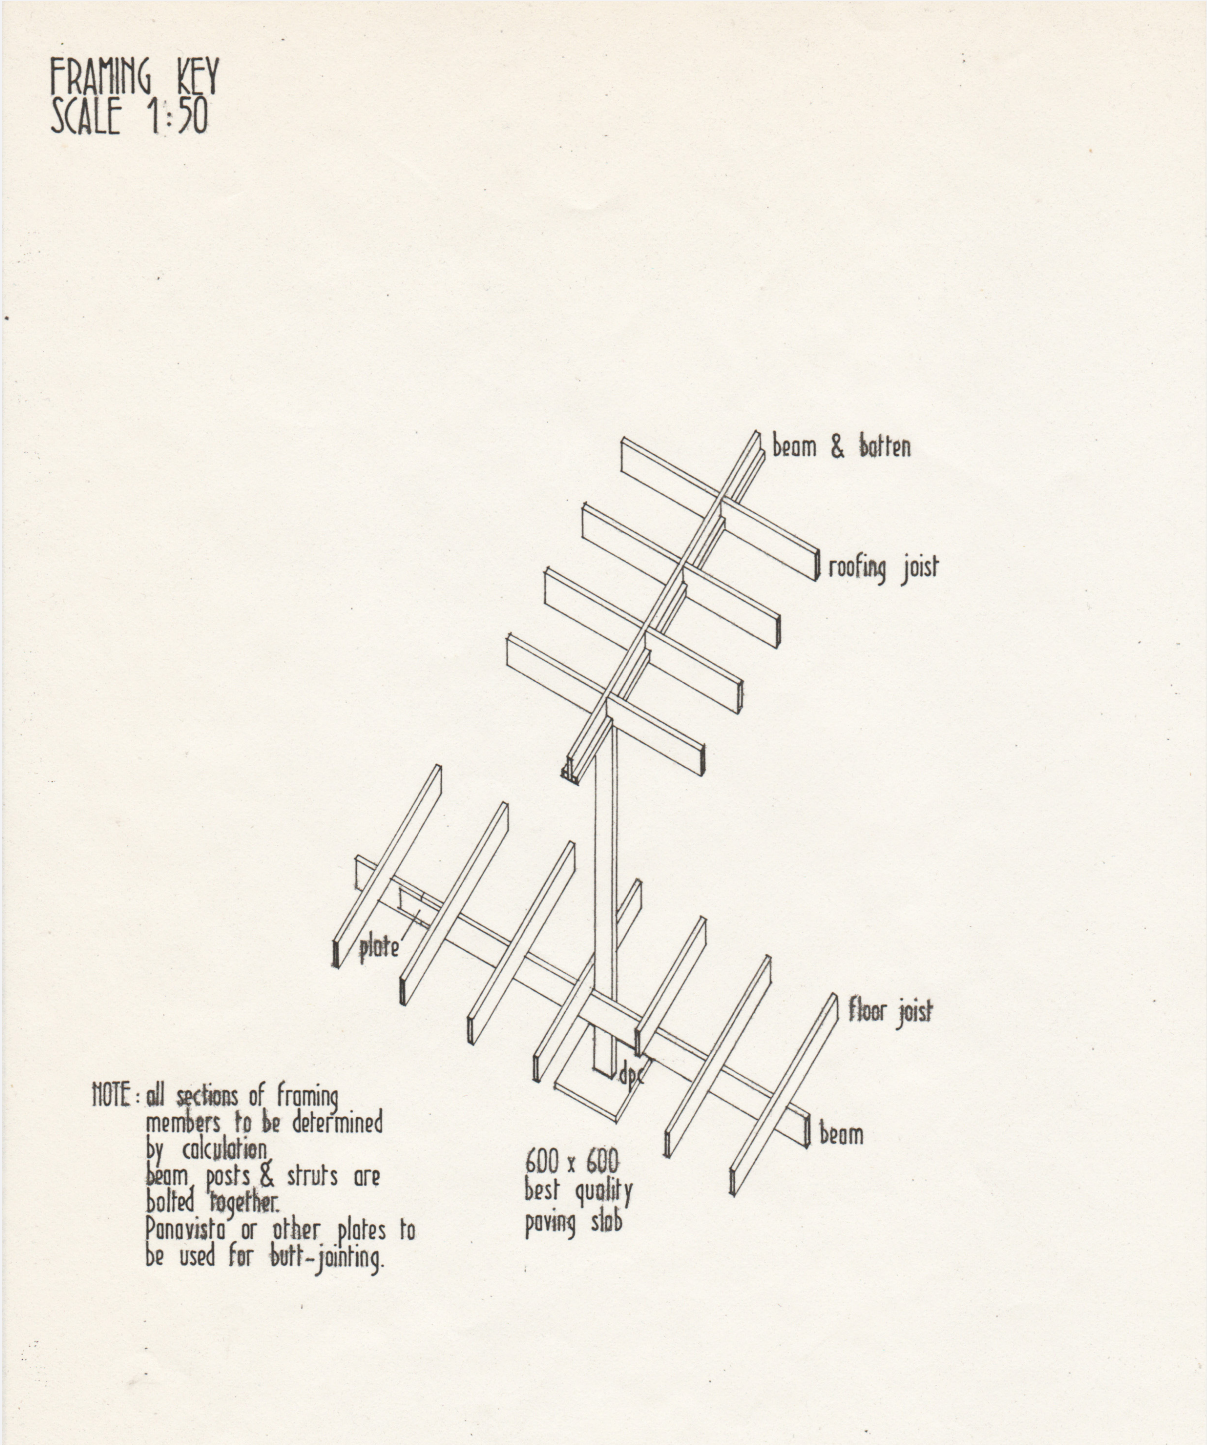 FRAMING KEY
SCALE 1:50
beam & batten
roofing joist
plate
floor joist
dpc
beam
NOTE: all sections of framing
members to be determined
by calculation,
beam, posts & struts are
bolted together.
Panavista or other plates to
be used for butt-jointing.
600 x 600
best quality
paving slab